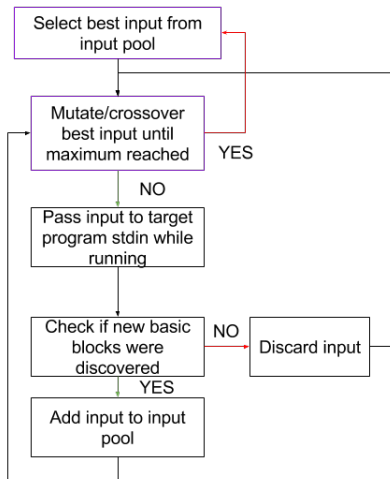 Select best input from
input pool
Mutate/crossover
best input until
maximum reached
YES
NO
Pass input to target
program stdin while
running
Check if new basic
blocks were
discovered
NO
Discard input
YES
Add input to input
pool